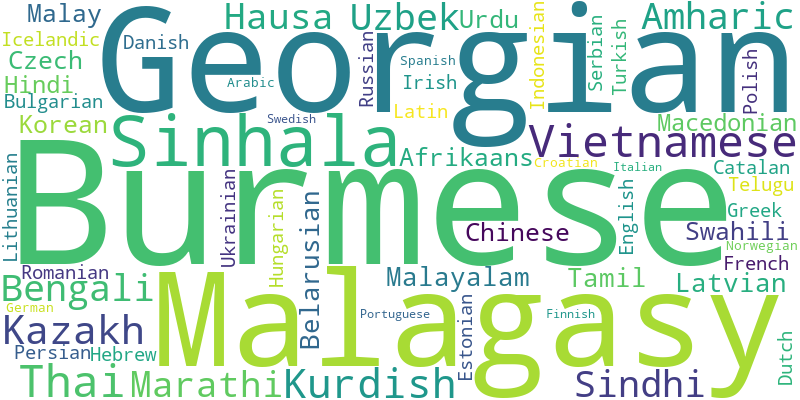 Malay
Hausa
Uzbek
Urdu
Amharic
Icelandic
Danish
Georgian
Russian
Spanish
Indonesian
Serbian
Turkish
Czech
Hindi
Arabic
Irish
Polish
Bulgarian
Korean
Latin
Swedish
Macedonian
Sinhala
Vietnamese
Afrikaans
Croatian
Italian
Catalan
Telugu
Lithuanian
Burmese
Ukrainian
Hungarian
Belarusian
English
Greek
Chinese
Swahili
Norwegian
French
Romanian
Bengali
Malagasy
Malayalam
Tamil
Latvian
German
Kazakh
Portuguese
Estonian
Finnish
Persian
Hebrew
Dutch
Thai
Marathi
Kurdish
Sindhi